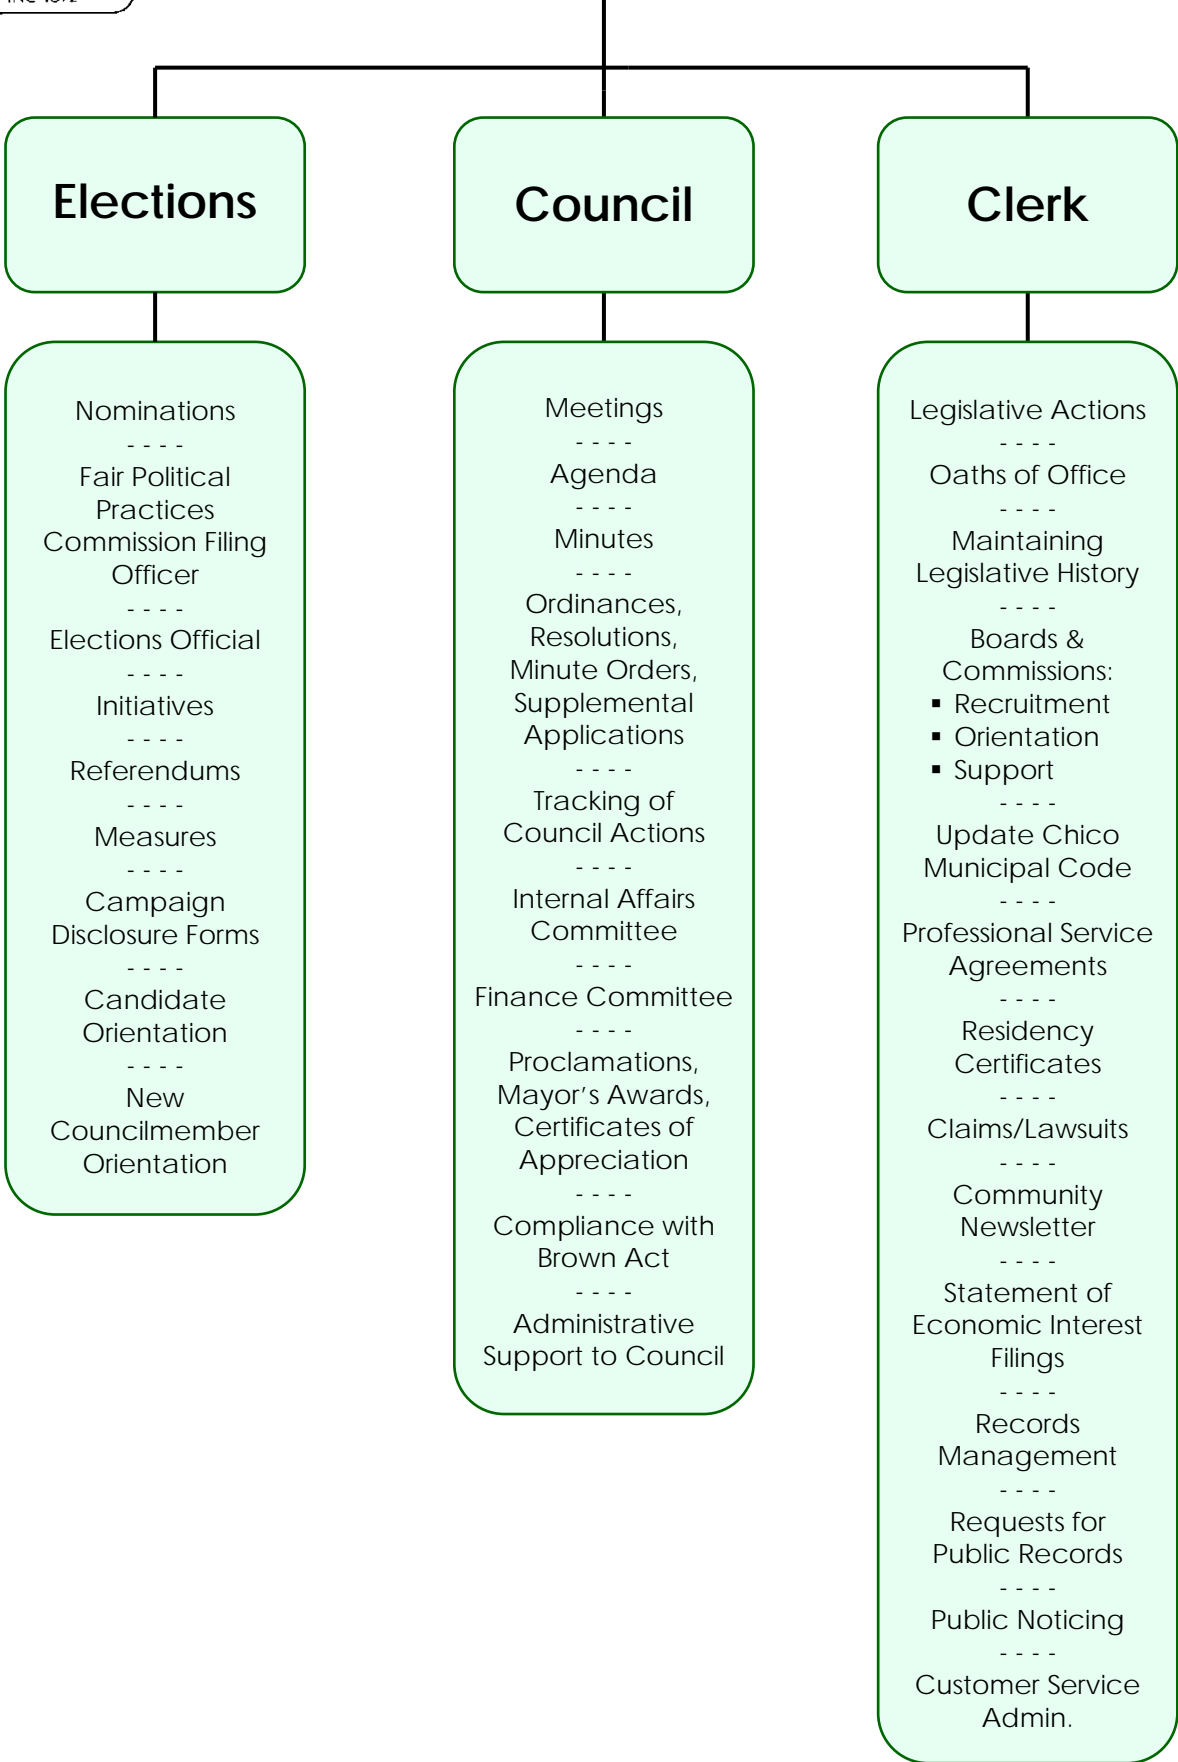 Elections
Council
Clerk
Nominations
- - - -
Fair Political
Practices
Commission Filing
Officer
- - - -
Elections Official
- - - -
Initiatives
- - - -
Referendums
- - - -
Measures
- - - -
Campaign
Disclosure Forms
- - - -
Candidate
Orientation
- - - -
New
Councilmember
Orientation
Meetings
- - - -
Agenda
- - - -
Minutes
- - - -
Ordinances,
Resolutions,
Minute Orders,
Supplemental
Applications
- - - -
Tracking of
Council Actions
- - - -
Internal Affairs
Committee
- - - -
Finance Committee
- - - -
Proclamations,
Mayor’s Awards,
Certificates of
Appreciation
- - - -
Compliance with
Brown Act
- - - -
Administrative
Support to Council
Legislative Actions
- - - -
Oaths of Office
- - - -
Maintaining
Legislative History
- - - -
Boards &
Commissions:
▪ Recruitment
▪ Orientation
▪ Support
- - - -
Update Chico
Municipal Code
- - - -
Professional Service
Agreements
- - - -
Residency
Certificates
- - - -
Claims/Lawsuits
- - - -
Community
Newsletter
- - - -
Statement of
Economic Interest
Filings
- - - -
Records
Management
- - - -
Requests for
Public Records
- - - -
Public Noticing
- - - -
Customer Service
Admin.